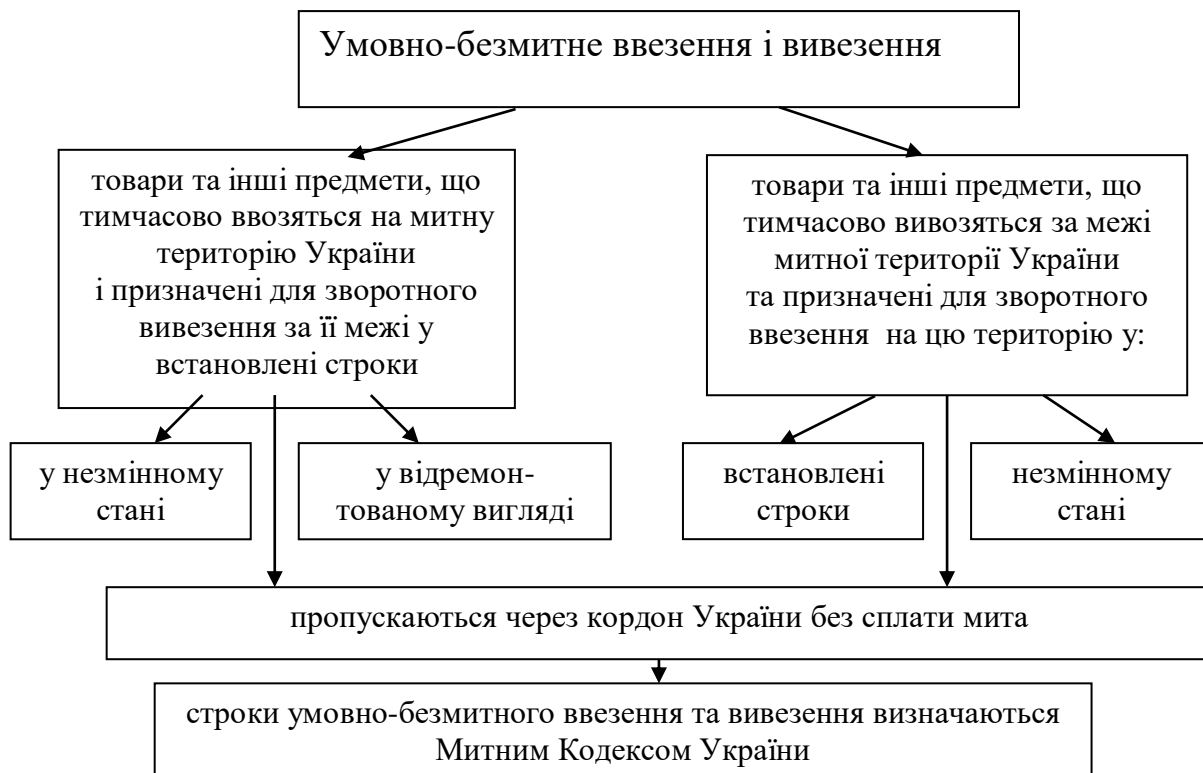 Умовно-безмитне ввезення і вивезення
товари та інші предмети, що
тимчасово ввозяться на митну
територію України
і призначені для зворотного
вивезення за її межі у
встановлені строки
товари та інші предмети, що
тимчасово вивозяться за межі
митної території України
та призначені для зворотного
ввезення на цю територію у:
у незмінному
стані
у відремон-
тованому вигляді
встановлені
строки
незмінному
стані
пропускаються через кордон України без сплати мита
строки умовно-безмитного ввезення та вивезення визначаються
Митним Кодексом України